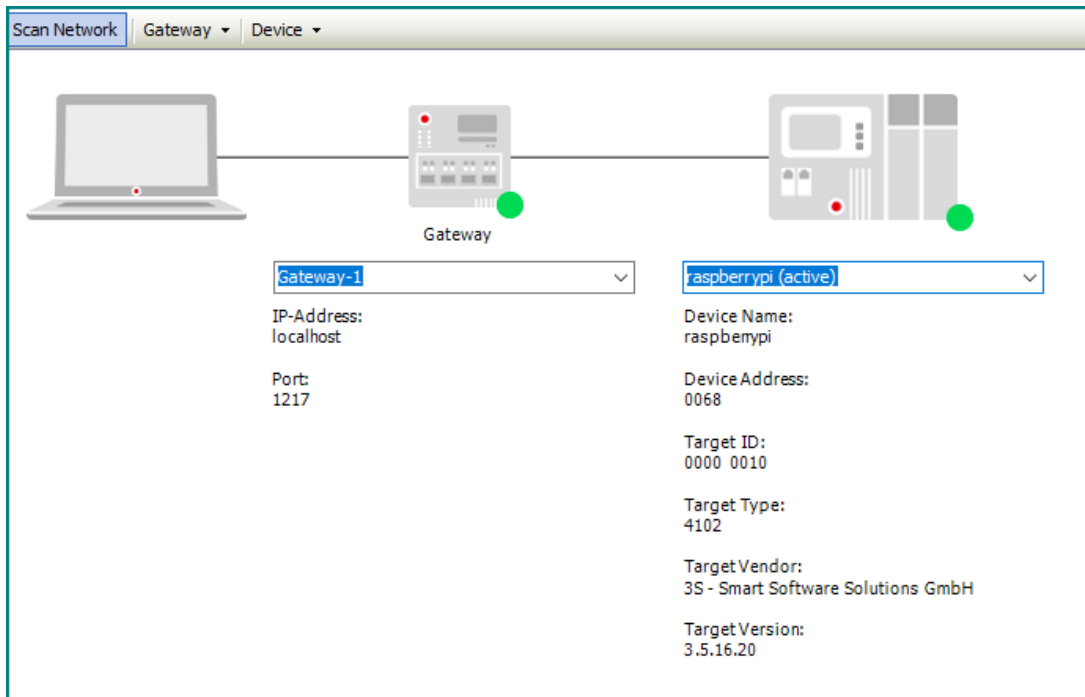 Scan Network Gateway Device
Gateway
Gateway-1
raspberrypi (active)
IP-Address:
localhost
Port:
1217
Device Name:
raspberrypi
Device Address:
0068
Target ID:
0000 0010
Target Type:
4102
Target Vendor:
3S - Smart Software Solutions GmbH
Target Version:
3.5.16.20